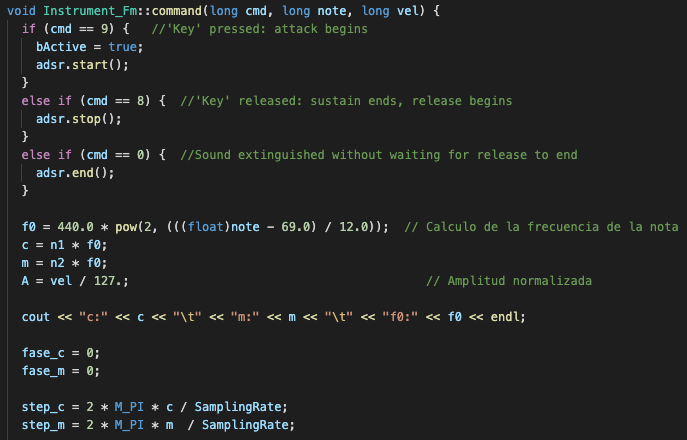 void Instrument_Fm::command(long cmd, long note, long vel) {
  if (cmd == 9) {   //'Key' pressed: attack begins
    bActive = true;
    adsr.start();
  }
  else if (cmd == 8) {  //'Key' released: sustain ends, release begins
    adsr.stop();
  }
  else if (cmd == 0) {  //Sound extinguished without waiting for release to end
    adsr.end();
  }
  f0 = 440.0 * pow(2, (((float)note - 69.0) / 12.0));  // Calculo de la frecuencia de la nota
  c = n1 * f0;
  m = n2 * f0;
  A = vel / 127.;                                         // Amplitud normalizada
  cout << "c:" << c << "\t" << "m:" << m << "\t" << "f0:" << f0 << endl;
  fase_c = 0;
  fase_m = 0;
  step_c = 2 * M_PI * c / SamplingRate;
  step_m = 2 * M_PI * m  / SamplingRate;